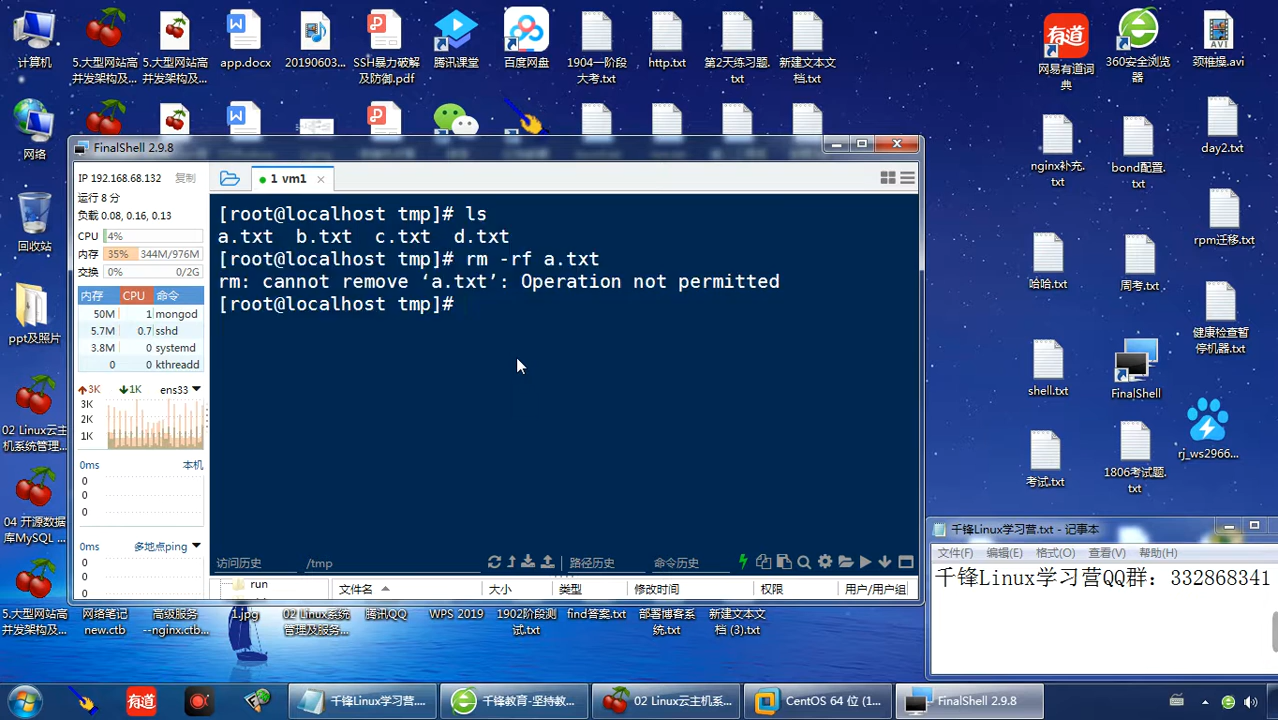 计算机
5.大型网站高
并发架构及...
5.大型网站高
并发架构及...
app.docx
20190603...
SSH暴力破解
及防御.pdf
腾讯课堂
百度网盘
1904一阶段
大考.txt
http.txt
第2天练习题.
txt
新建文本文
档.txt
网易有道词
典
360安全浏览
器
颈椎操.avi
网络
nginx补充.
txt
bond配置.
txt
day2.txt
回收站
哈哈.txt
周考.txt
rpm迁移.txt
ppt及照片
shell.txt
FinalShell
健康检查暂
停机器.txt
02 Linux云主
机系统管理...
考试.txt
1806考试题.
txt
rj_ws2966...
04 开源数据
库MySQL ...
FinalShell 2.9.8
IP 192.168.68.132 复制
运行 8 分
负载 0.08, 0.16, 0.13
CPU 4%
内存 35% 344M/976M
交换 0% 0/2G
内存 CPU 命令
50M 1 mongod
5.7M 0.7 sshd
3.8M 0 systemd
0 0 kthreadd
3K 1K ens33
3K
2K
1K
0ms 本机
0
0
0
0ms 多地点ping
0
0
0
1 vm1
[root@localhost tmp]# ls
a.txt b.txt c.txt d.txt
[root@localhost tmp]# rm -rf a.txt
rm: cannot remove ‘a.txt’: Operation not permitted
[root@localhost tmp]#
访问历史 /tmp 路径历史 命令历史
run
文件名 大小 类型 修改时间 权限 用户/用户组
千锋Linux学习营.txt - 记事本
文件(F) 编辑(E) 格式(O) 查看(V) 帮助(H)
千锋Linux学习营QQ群：332868341
5.大型网站高
并发架构及...
网络笔记
new.ctb
高级服务
--nginx.ctb...
1.jpg
02 Linux系统
管理及服务...
腾讯QQ
WPS 2019
1902阶段测
试.txt
find答案.txt
部署博客系
统.txt
新建文本文
档 (3).txt
有道
千锋Linux学习营....
千锋教育-坚持教...
02 Linux云主机系...
CentOS 64 位 (1...
FinalShell 2.9.8